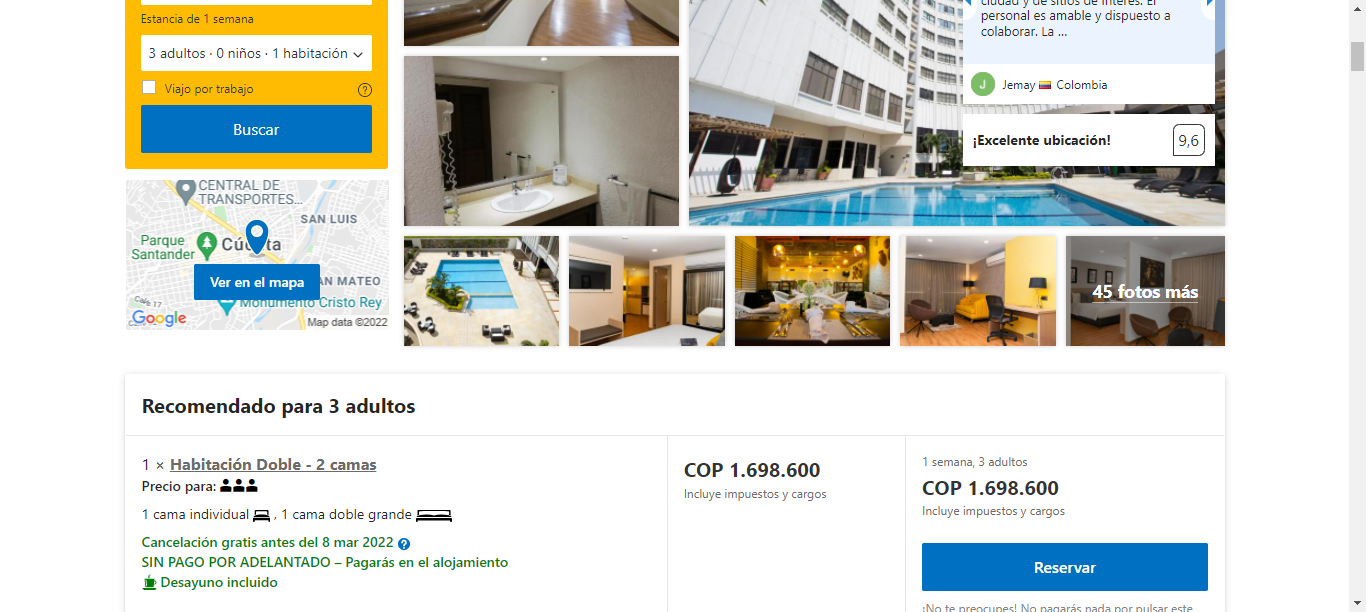 Estancia de 1 semana
3 adultos · 0 niños · 1 habitación
Viajo por trabajo
?
Buscar
CENTRAL DE
TRANSPORTES...
SAN LUIS
Parque
Santander
Cúcuta
Ver en el mapa
AN MATEO
Calle 17
Monumento Cristo Rey
Google
Map data ©2022
ciudad y de sitios de interés. El
personal es amable y dispuesto a
colaborar. La ...
J
Jemay Colombia
¡Excelente ubicación!
9,6
45 fotos más
Recomendado para 3 adultos
1 × Habitación Doble - 2 camas
Precio para:
1 cama individual , 1 cama doble grande
Cancelación gratis antes del 8 mar 2022 ?
SIN PAGO POR ADELANTADO – Pagarás en el alojamiento
Desayuno incluido
COP 1.698.600
Incluye impuestos y cargos
1 semana, 3 adultos
COP 1.698.600
Incluye impuestos y cargos
Reservar
¡No te preocupes! No pagarás nada por pulsar este